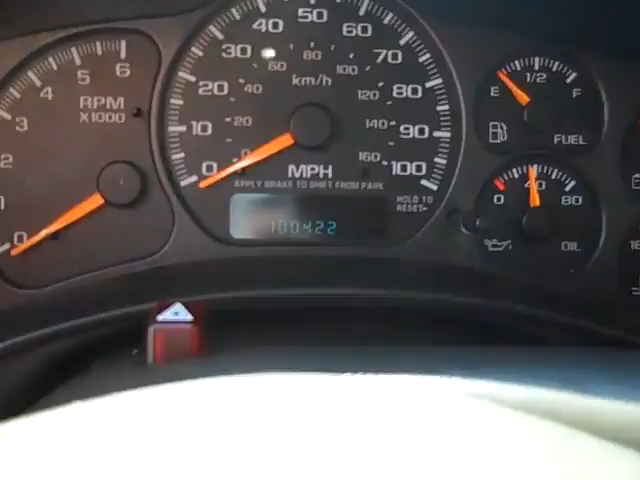 0
1
2
3
4
5
6
RPM
X1000
0
10
20
30
40
50
60
70
80
90
100
0
20
40
60
80
100
120
140
160
km/h
MPH
APPLY BRAKE TO SHIFT FROM PARK
HOLD TO
RESET
100422
E
1/2
F
FUEL
0
40
80
OIL